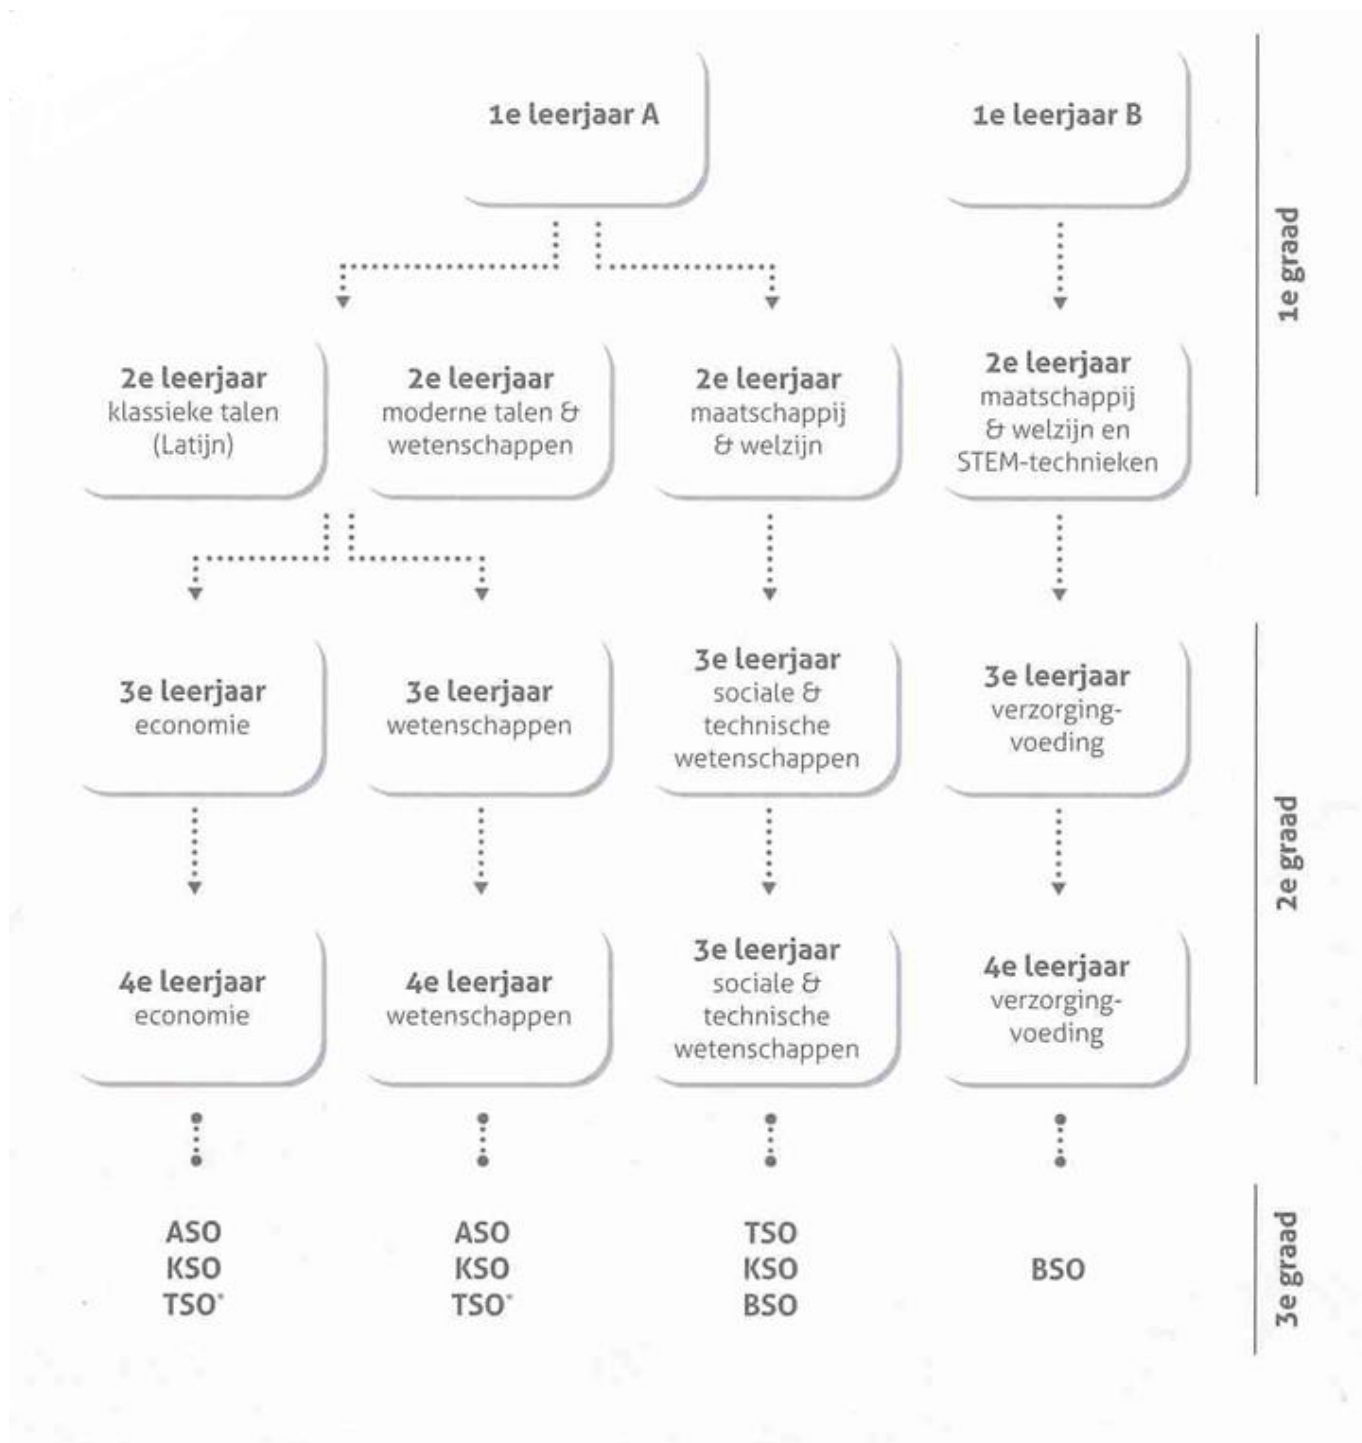 1e leerjaar A
1e leerjaar B
1e graad
2e leerjaar
klassieke talen
(Latijn)
2e leerjaar
moderne talen &
wetenschappen
2e leerjaar
maatschappij
& welzijn
2e leerjaar
maatschappij
& welzijn en
STEM-technieken
3e leerjaar
economie
3e leerjaar
wetenschappen
3e leerjaar
sociale &
technische
wetenschappen
3e leerjaar
verzorging-
voeding
2e graad
4e leerjaar
economie
4e leerjaar
wetenschappen
3e leerjaar
sociale &
technische
wetenschappen
4e leerjaar
verzorging-
voeding
ASO
KSO
TSO*
ASO
KSO
TSO*
TSO
KSO
BSO
BSO
3e graad